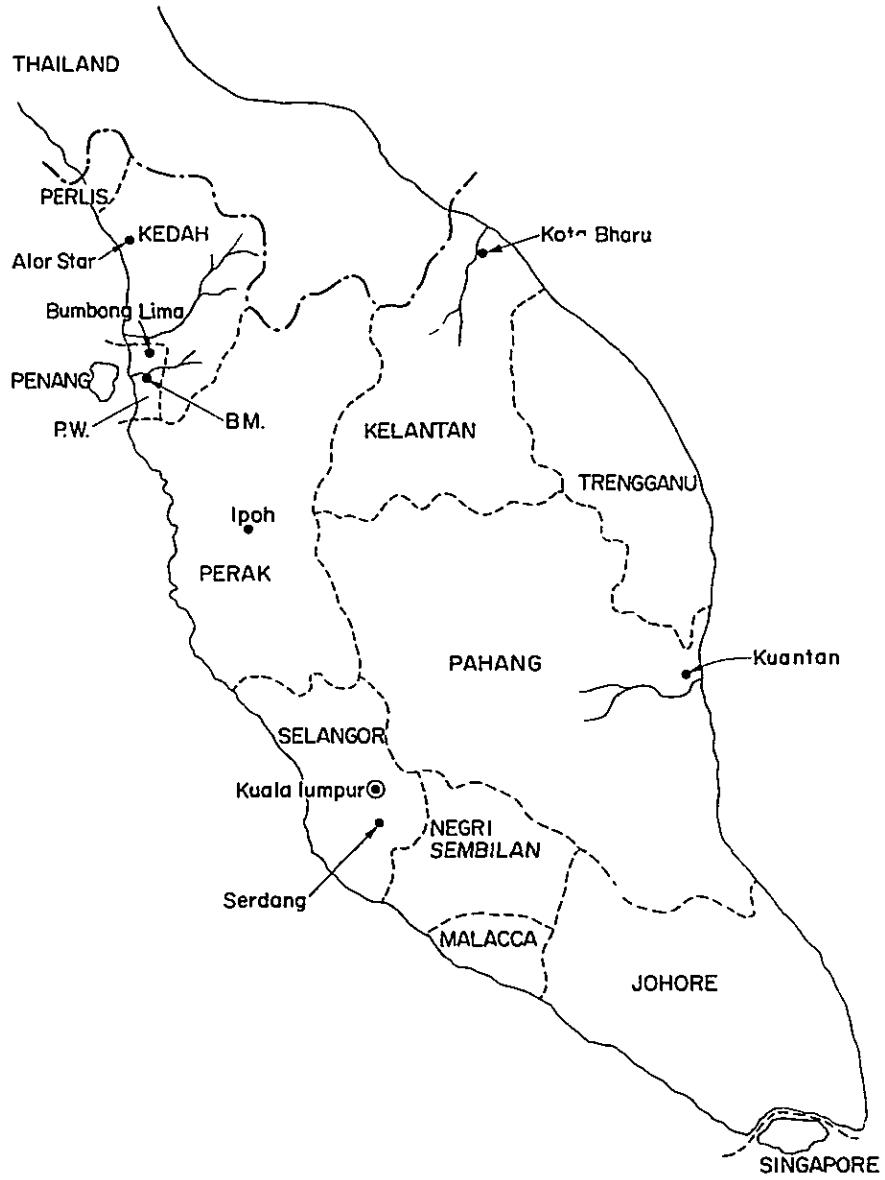 THAILAND
PERLIS
KEDAH
Alor Star
Kota Bharu
Bumbong Lima
PENANG
P.W.
B.M.
KELANTAN
TRENGGANU
Ipoh
PERAK
PAHANG
Kuantan
SELANGOR
Kuala lumpur
NEGRI
SEMBILAN
Serdang
MALACCA
JOHORE
SINGAPORE